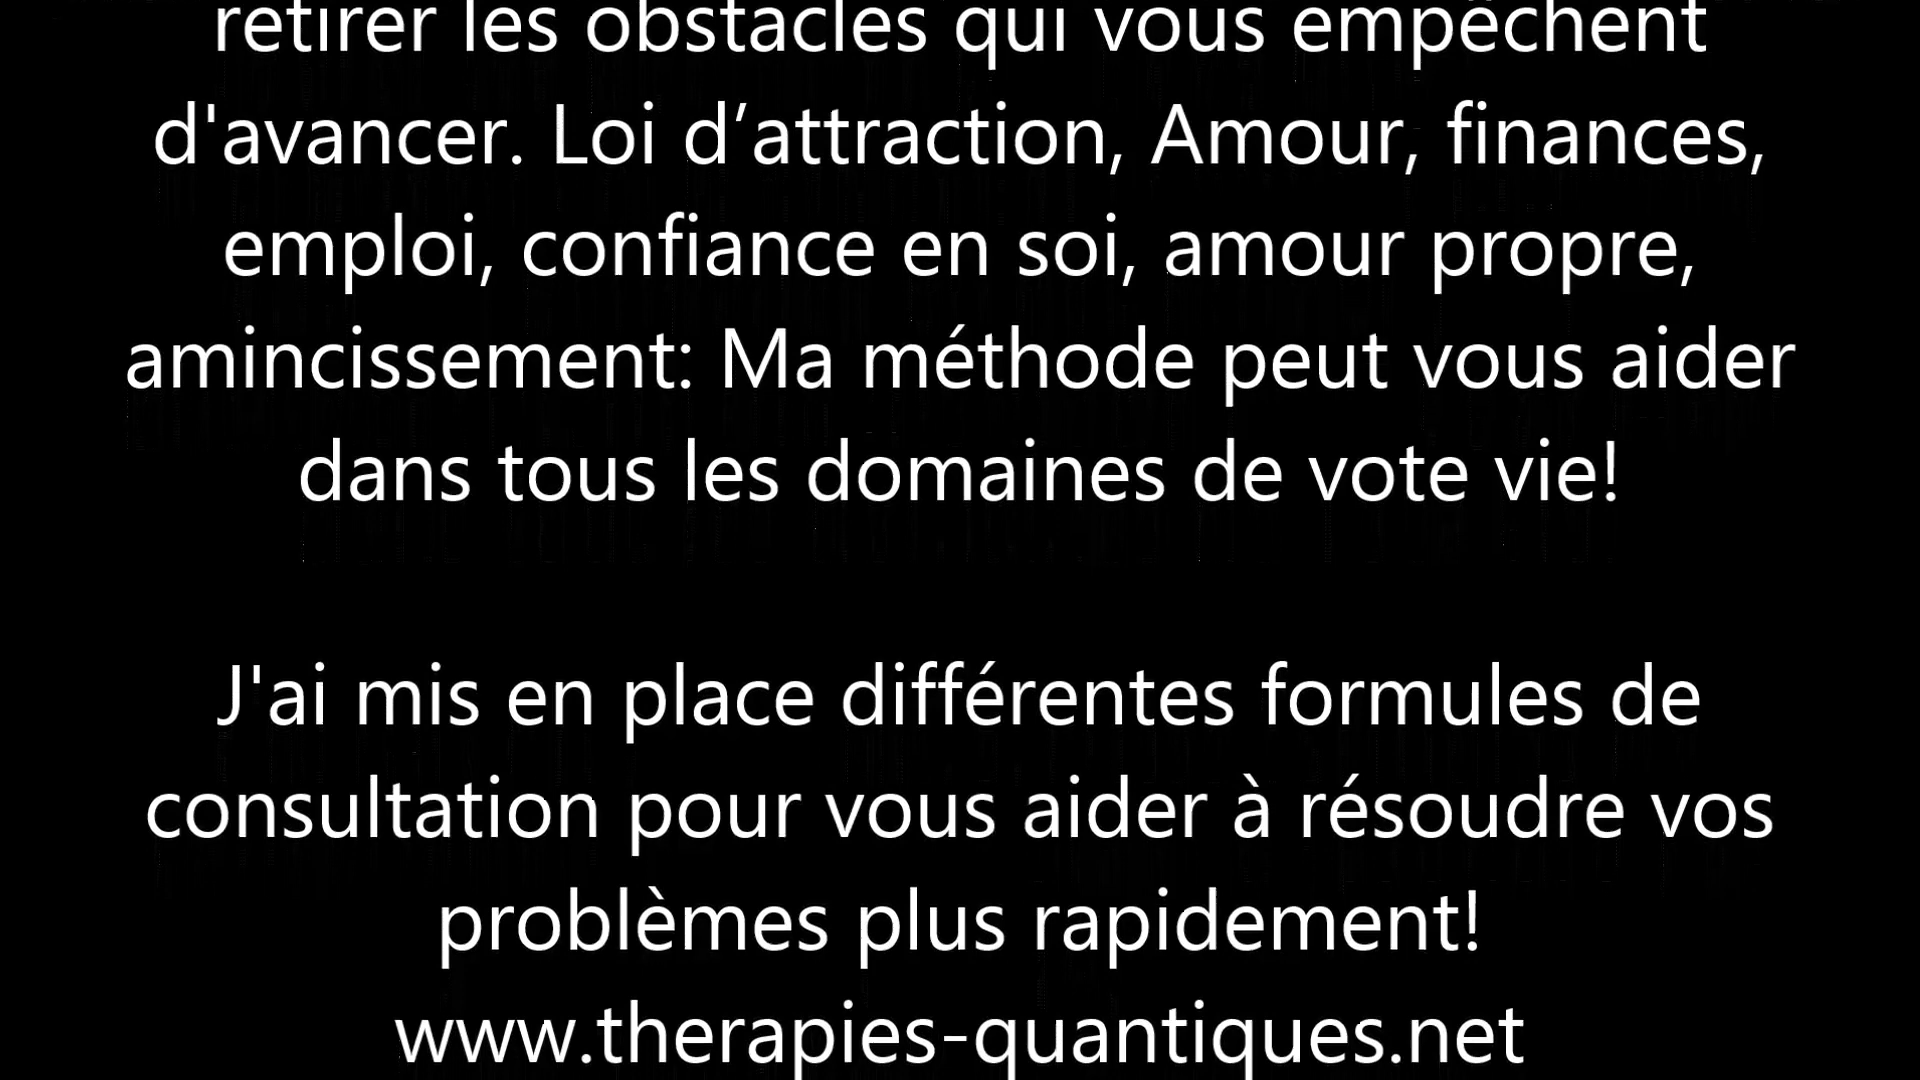 retirer les obstacles qui vous empêchent
d'avancer. Loi d’attraction, Amour, finances,
emploi, confiance en soi, amour propre,
amincissement: Ma méthode peut vous aider
dans tous les domaines de vote vie!
J'ai mis en place différentes formules de
consultation pour vous aider à résoudre vos
problèmes plus rapidement!
www.therapies-quantiques.net